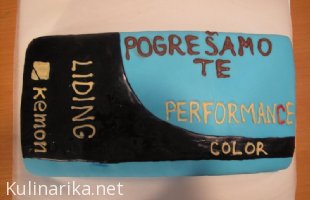 POGREŠAMO
TE
PERFORMANCE
COLOR
LIDING
kemon
Kulinarika.net